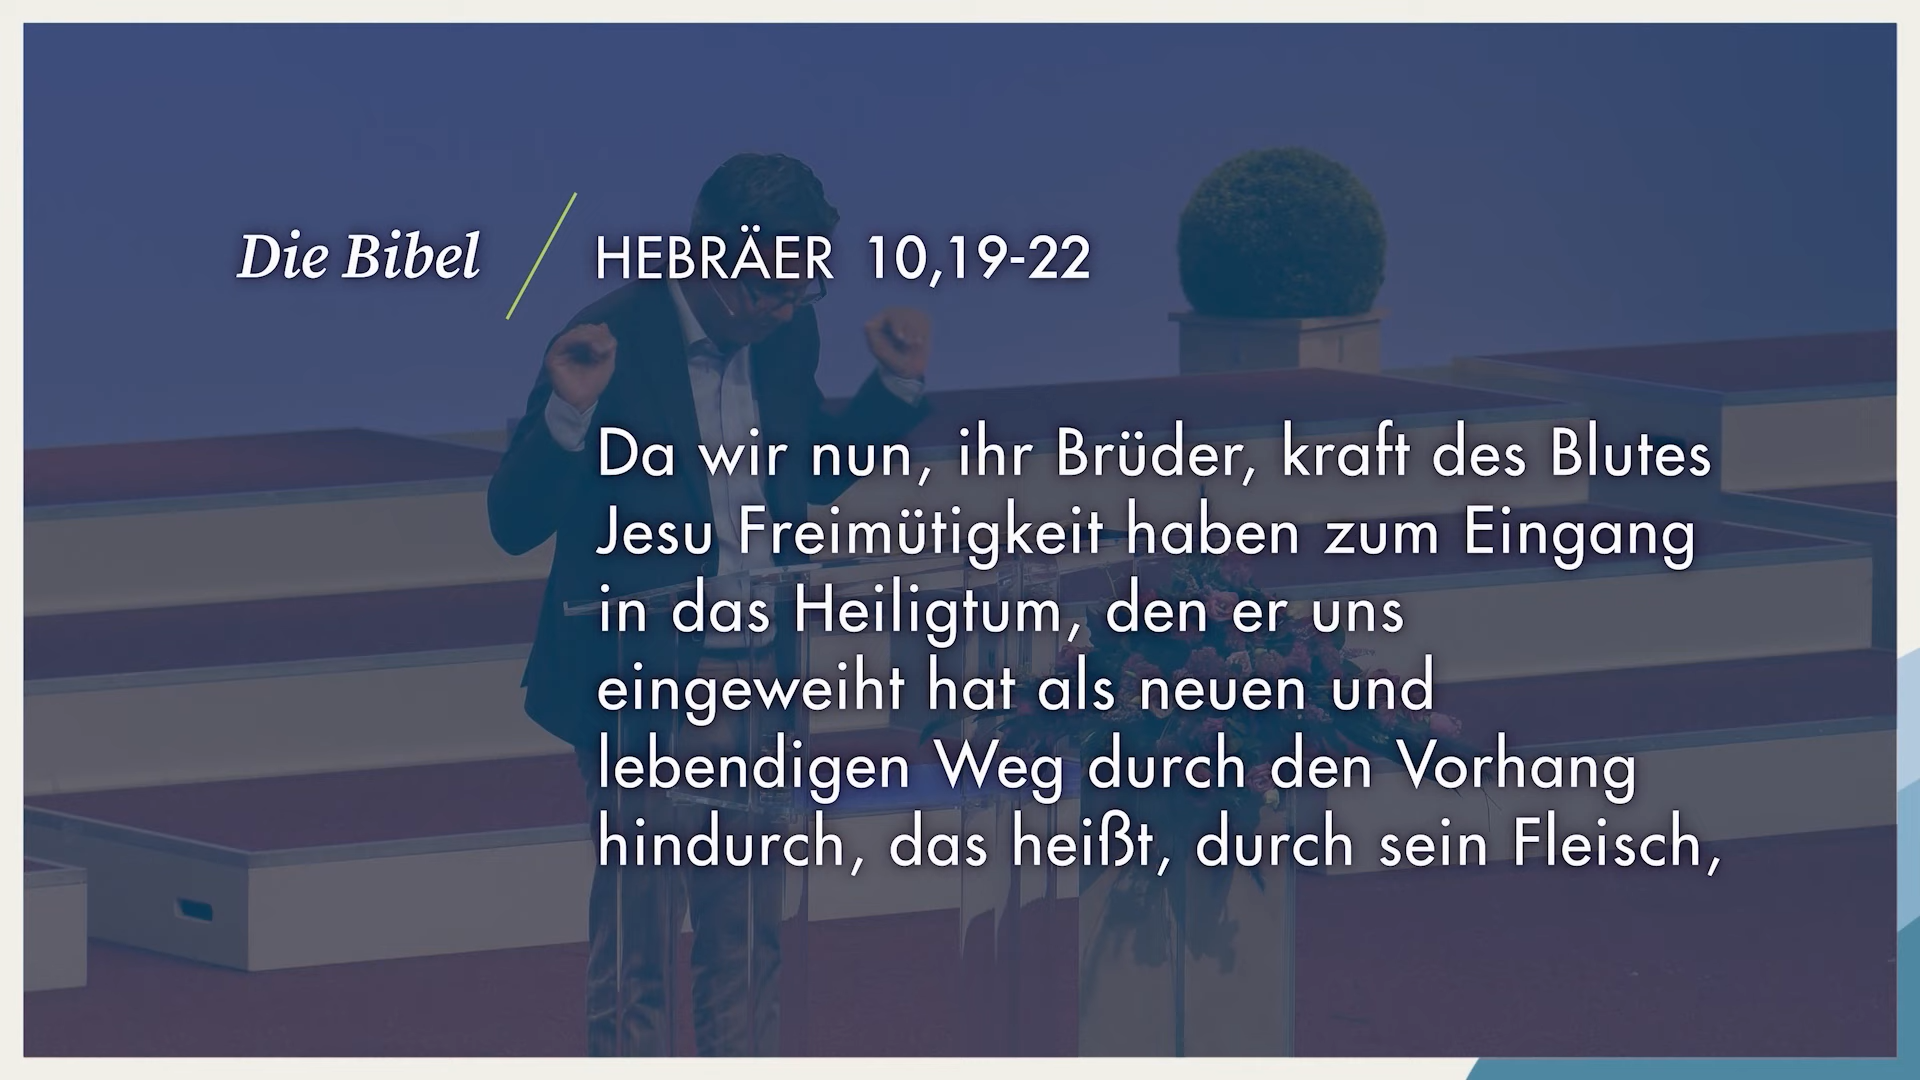 Die Bibel / HEBRÄER 10,19-22
Da wir nun, ihr Brüder, kraft des Blutes
Jesu Freimütigkeit haben zum Eingang
in das Heiligtum, den er uns
eingeweiht hat als neuen und
lebendigen Weg durch den Vorhang
hindurch, das heißt, durch sein Fleisch,